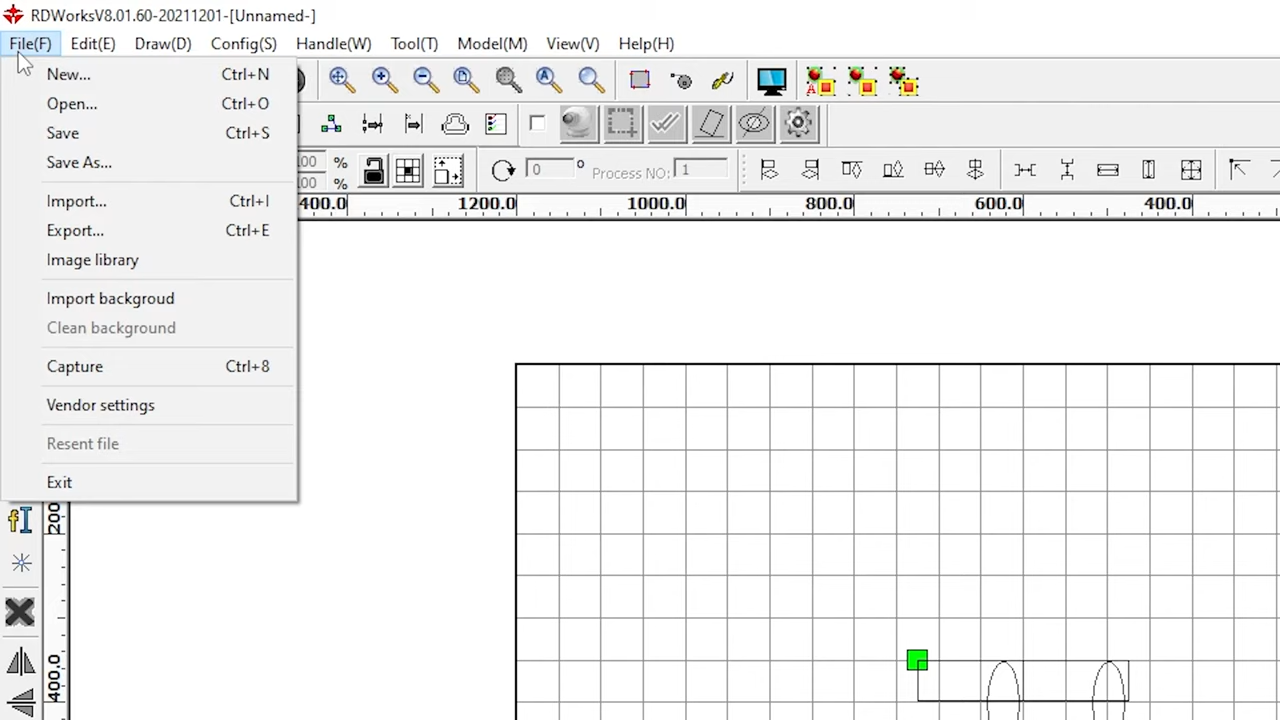 RDWorksV8.01.60-20211201-[Unnamed-]
File(F) Edit(E) Draw(D) Config(S) Handle(W) Tool(T) Model(M) View(V) Help(H)
New... Ctrl+N
Open... Ctrl+O
Save Ctrl+S
Save As...
Import... Ctrl+I
Export... Ctrl+E
Image library
Import backgroud
Clean background
Capture Ctrl+8
Vendor settings
Resent file
Exit
100 %
100 %
0 ° Process NO: 1
400.0 1200.0 1000.0 800.0 600.0 400.0
200
400.0